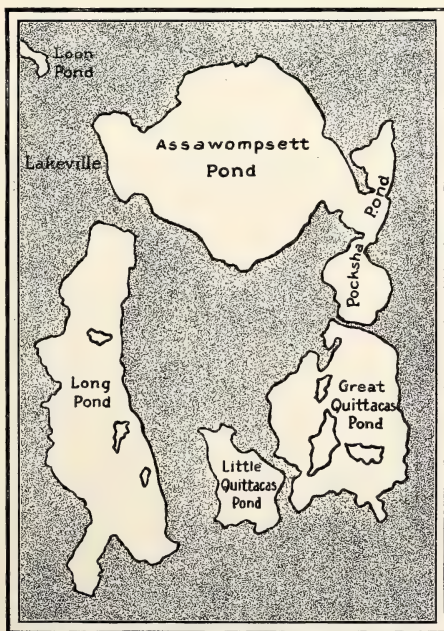 Loon
Pond
Lakeville
Assawompsett
Pond
Pocksha Pond
Long
Pond
Great
Quittacas
Pond
Little
Quittacas
Pond